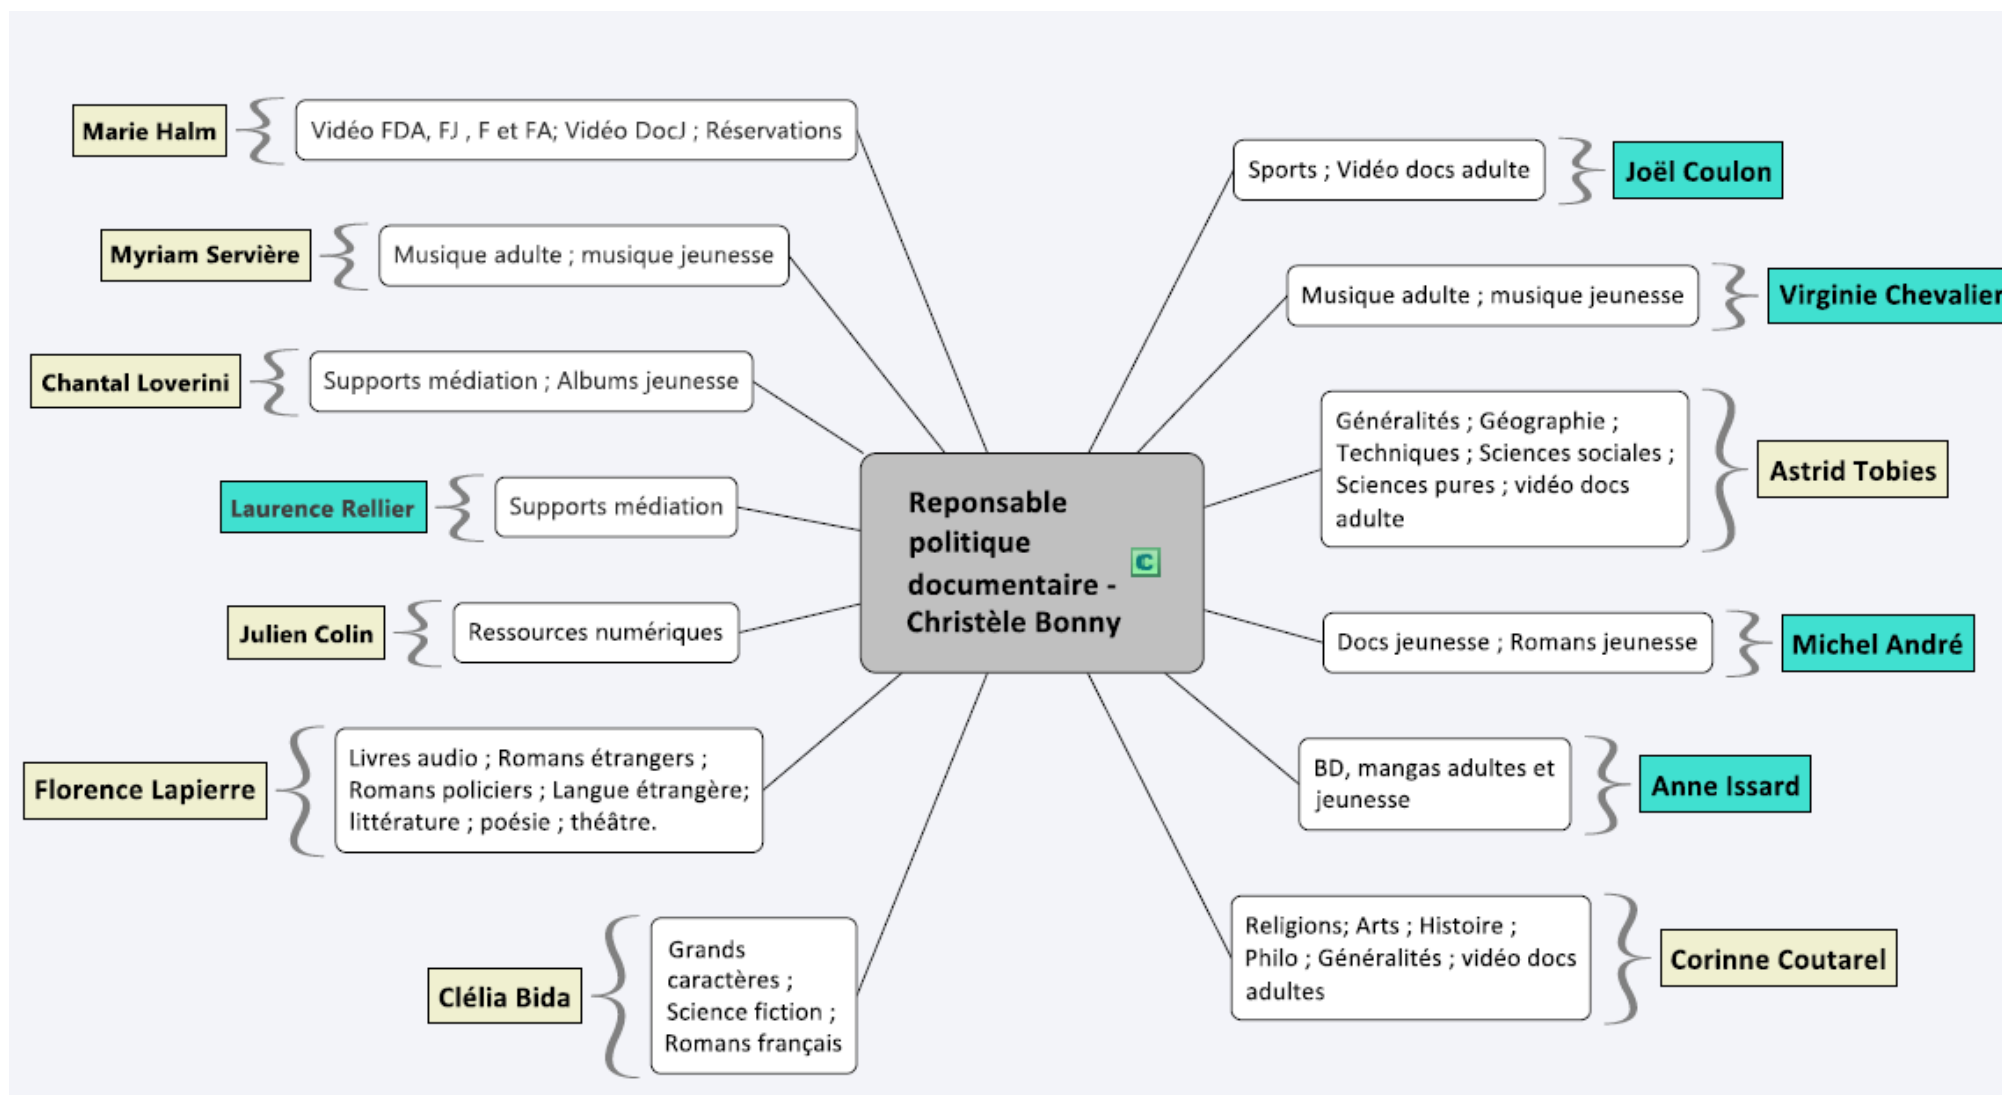 Marie Halm
Vidéo FDA, FJ , F et FA; Vidéo DocJ ; Réservations
Myriam Servière
Musique adulte ; musique jeunesse
Chantal Loverini
Supports médiation ; Albums jeunesse
Laurence Rellier
Supports médiation
Julien Colin
Ressources numériques
Florence Lapierre
Livres audio ; Romans étrangers ;
Romans policiers ; Langue étrangère;
littérature ; poésie ; théâtre.
Clélia Bida
Grands
caractères ;
Science fiction ;
Romans français
Reponsable
politique
documentaire -
Christèle Bonny
C
Sports ; Vidéo docs adulte
Joël Coulon
Musique adulte ; musique jeunesse
Virginie Chevalier
Généralités ; Géographie ;
Techniques ; Sciences sociales ;
Sciences pures ; vidéo docs
adulte
Astrid Tobies
Docs jeunesse ; Romans jeunesse
Michel André
BD, mangas adultes et
jeunesse
Anne Issard
Religions; Arts ; Histoire ;
Philo ; Généralités ; vidéo docs
adultes
Corinne Coutarel